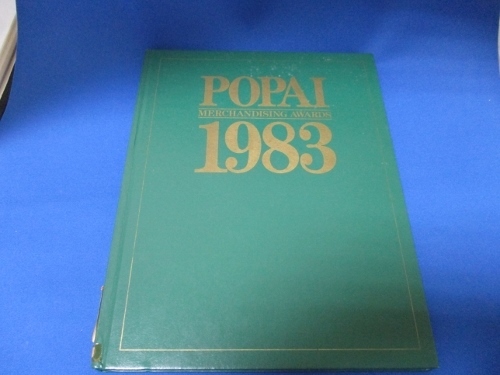 POPAI
MERCHANDISING AWARDS
1983